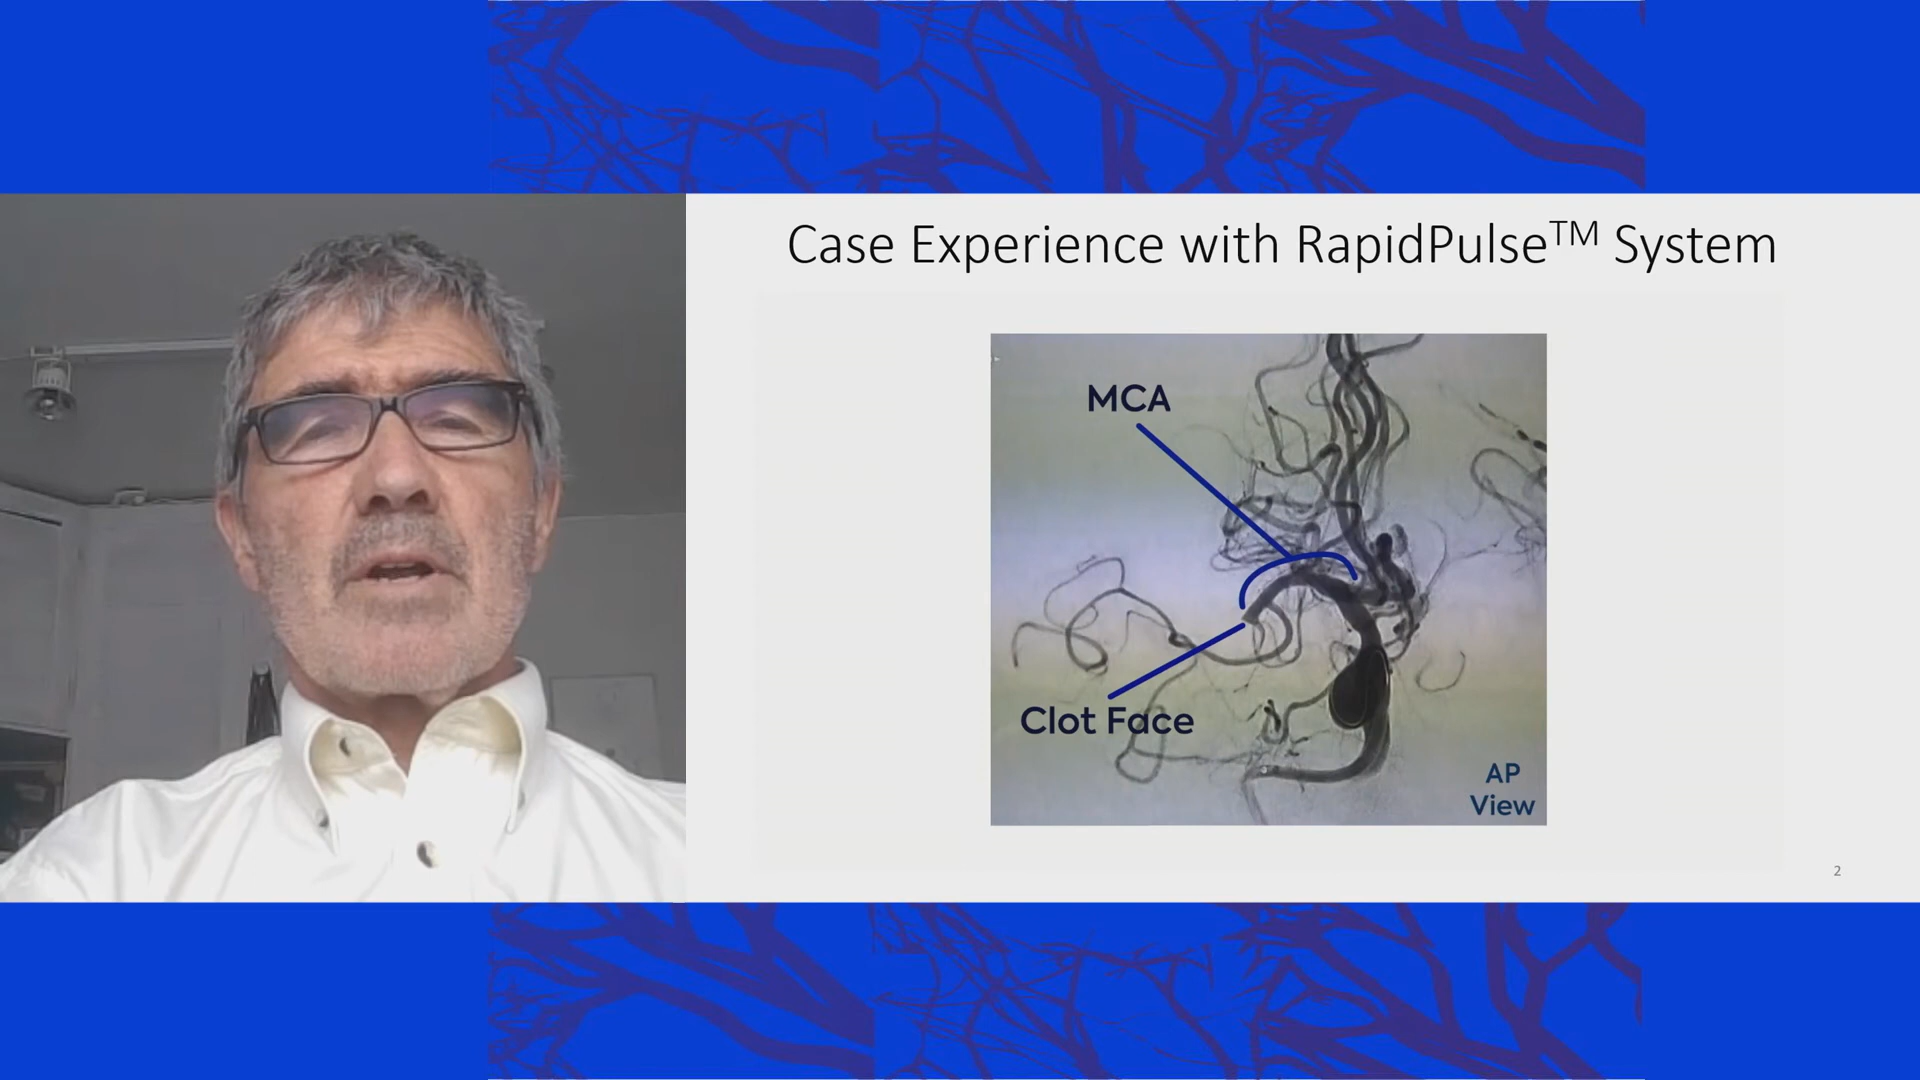 Case Experience with RapidPulse™ System
MCA
Clot Face
AP
View
2